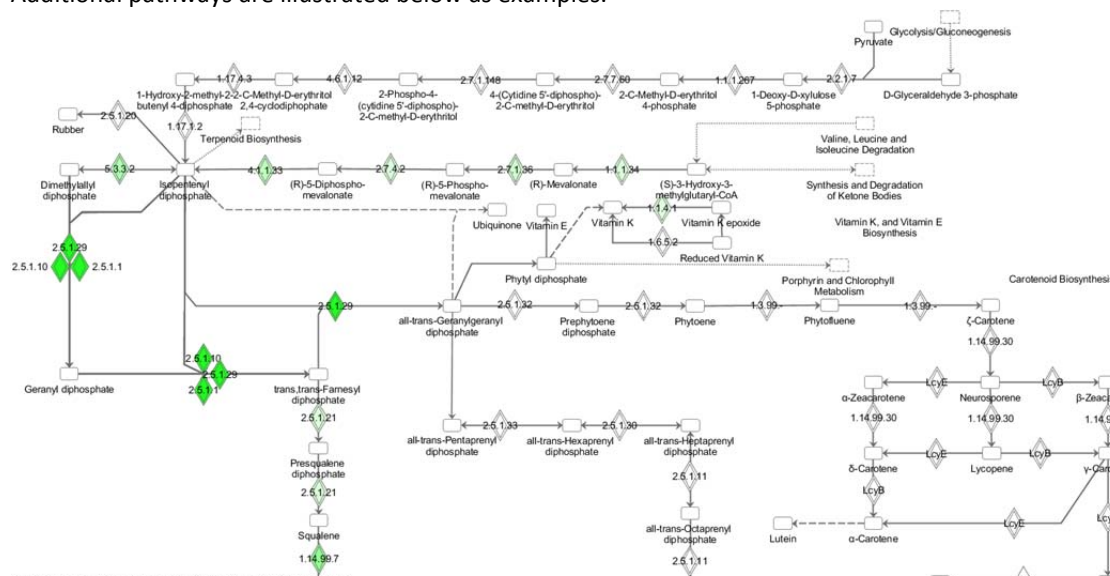 Additional pathways are illustrated below as examples.
Glycolysis/Gluconeogenesis
Pyruvate
1.17.4.3
4.6.1.12
2.7.1.148
2.7.7.60
1.1.1.267
2.2.1.7
1-Hydroxy-2-methyl-2-
butenyl 4-diphosphate
2-C-Methyl-D-erythritol
2,4-cyclodiphophate
2-Phospho-4-
(cytidine 5'-diphospho)-
2-C-methyl-D-erythritol
4-(Cytidine 5'-diphospho)-
2-C-methyl-D-erythritol
2-C-Methyl-D-erythritol
4-phosphate
1-Deoxy-D-xylulose
5-phosphate
D-Glyceraldehyde 3-phosphate
Rubber
2.5.1.20
1.17.1.2
Terpenoid Biosynthesis
Valine, Leucine and
Isoleucine Degradation
5.3.3.2
4.1.1.33
2.7.4.2
2.7.1.36
1.1.1.34
Dimethylallyl
diphosphate
Isopentenyl
diphosphate
(R)-5-Diphospho-
mevalonate
(R)-5-Phospho-
mevalonate
(R)-Mevalonate
(S)-3-Hydroxy-3-
methylglutaryl-CoA
Synthesis and Degradation
of Ketone Bodies
Ubiquinone
Vitamin E
Vitamin K
1.1.4.1
Vitamin K epoxide
Vitamin K, and Vitamin E
Biosynthesis
1.6.5.2
Reduced Vitamin K
2.5.1.29
2.5.1.10
2.5.1.1
Phytyl diphosphate
Porphyrin and Chlorophyll
Metabolism
Carotenoid Biosynthesis
2.5.1.29
2.5.1.32
2.5.1.32
1.3.99.-
1.3.99.-
all-trans-Geranylgeranyl
diphosphate
Prephytoene
diphosphate
Phytoene
Phytofluene
ζ-Carotene
1.14.99.30
2.5.1.10
2.5.1.29
2.5.1.1
Geranyl diphosphate
trans,trans-Farnesyl
diphosphate
LcyE
LcyB
α-Zeacarotene
Neurosporene
β-Zeac
1.14.99.30
1.14.99.30
1.14.9
2.5.1.21
2.5.1.33
2.5.1.30
all-trans-Pentaprenyl
diphosphate
all-trans-Hexaprenyl
diphosphate
all-trans-Heptaprenyl
diphosphate
LcyE
LcyB
δ-Carotene
Lycopene
γ-Caro
Presqualene
diphosphate
2.5.1.11
2.5.1.21
LcyB
LcyE
Lcy
Squalene
all-trans-Octaprenyl
diphosphate
Lutein
α-Carotene
1.14.99.7
2.5.1.11